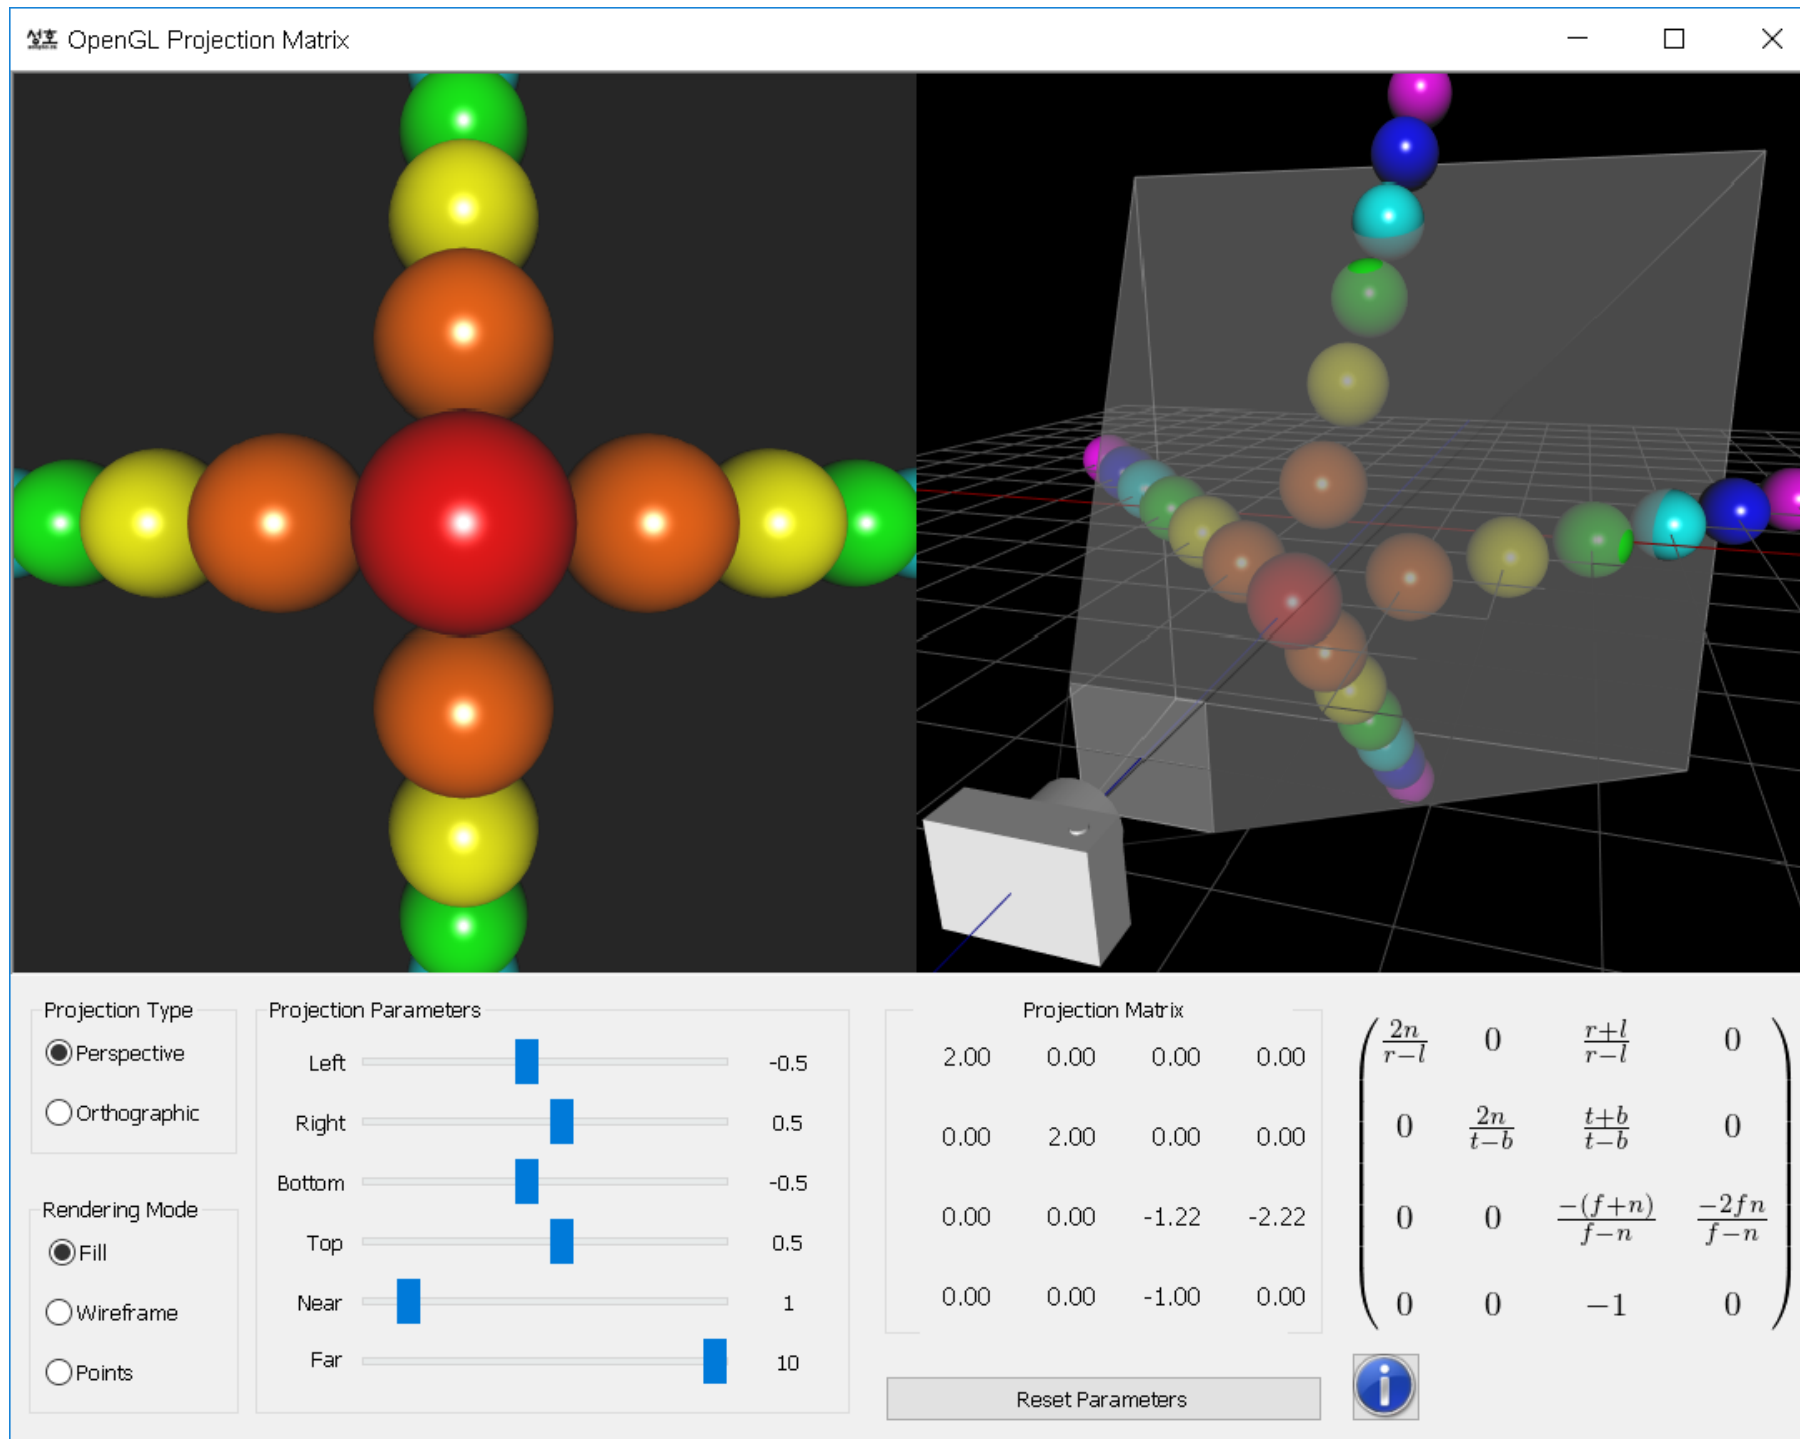 OpenGL Projection Matrix
Projection Type
Perspective
Orthographic
Rendering Mode
Fill
Wireframe
Points
Projection Parameters
Left -0.5
Right 0.5
Bottom -0.5
Top 0.5
Near 1
Far 10
Projection Matrix
2.00 0.00 0.00 0.00
0.00 2.00 0.00 0.00
0.00 0.00 -1.22 -2.22
0.00 0.00 -1.00 0.00
Reset Parameters
2n/r−l 0 r+l/r−l 0
0 2n/t−b t+b/t−b 0
0 0 −(f+n)/f−n −2fn/f−n
0 0 −1 0